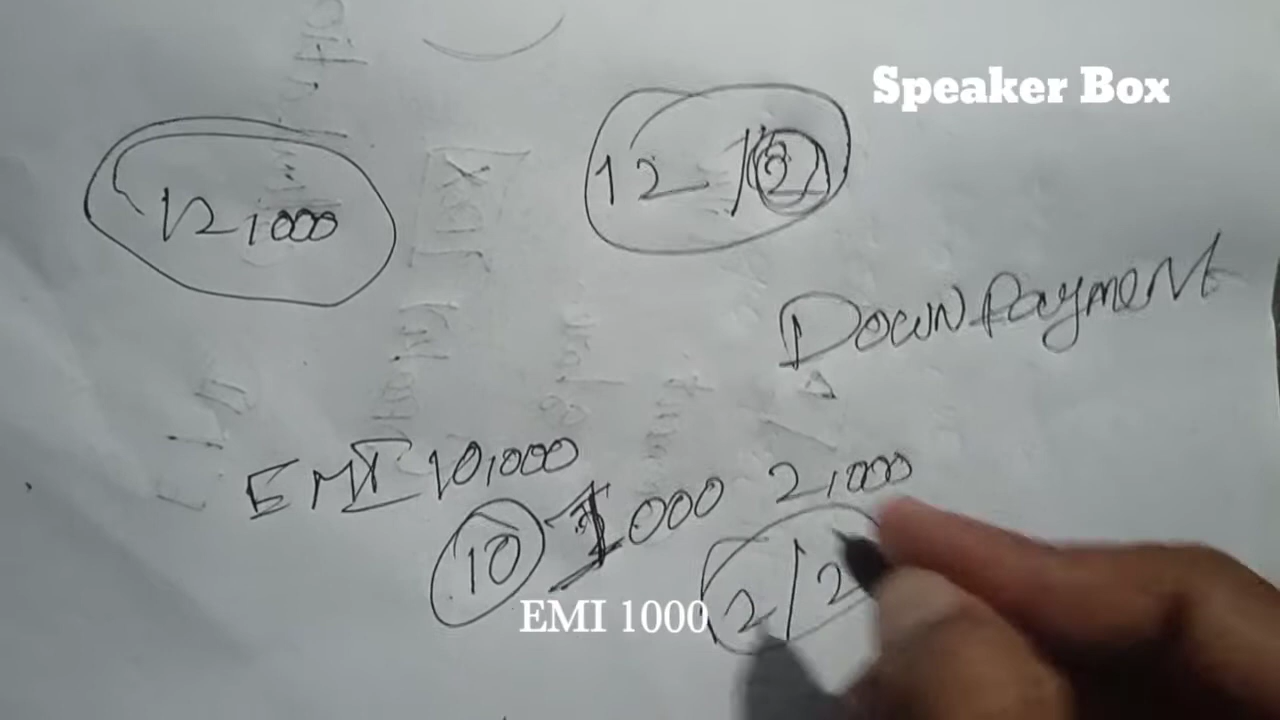 Speaker Box
12,000
12/2
Down Payment
EMI 10,000
10 1000 2,000
2/2
EMI 1000